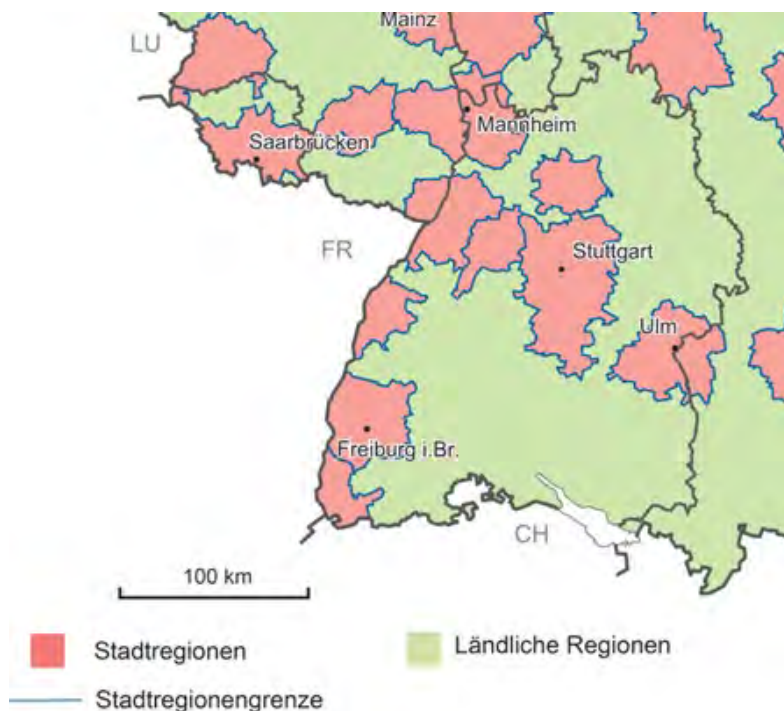 Mainz
LU
Mannheim
Saarbrücken
FR
Stuttgart
Ulm
Freiburg i.Br.
CH
100 km
Stadtregionen
Ländliche Regionen
Stadtregionengrenze